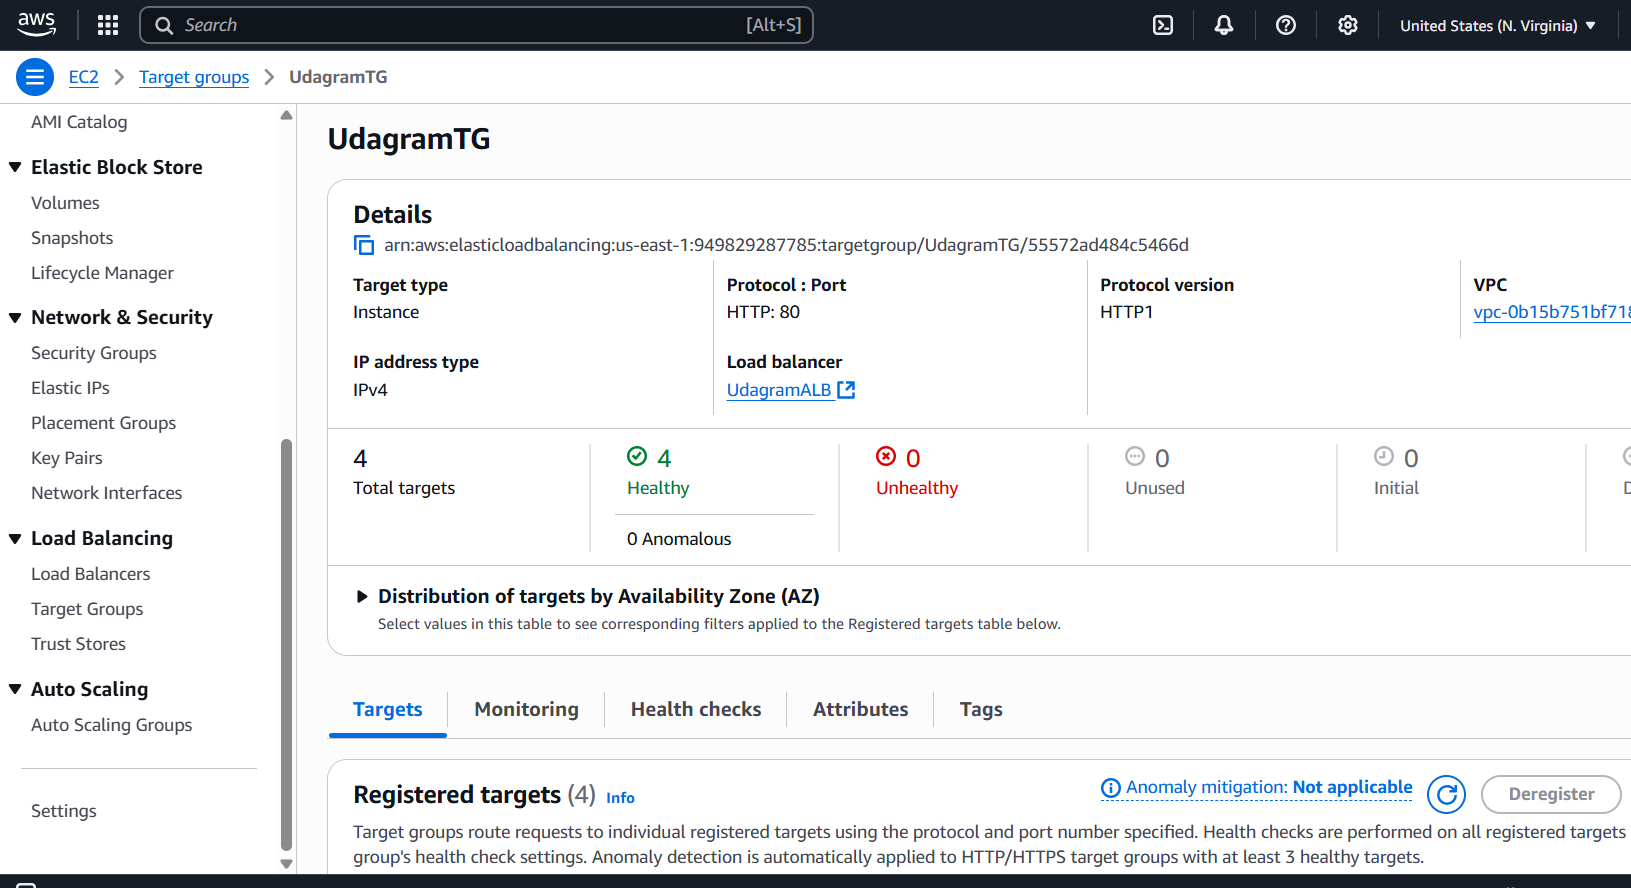 aws
Search
[Alt+S]
United States (N. Virginia)
EC2
Target groups
UdagramTG
AMI Catalog
Elastic Block Store
Volumes
Snapshots
Lifecycle Manager
Network & Security
Security Groups
Elastic IPs
Placement Groups
Key Pairs
Network Interfaces
Load Balancing
Load Balancers
Target Groups
Trust Stores
Auto Scaling
Auto Scaling Groups
Settings
UdagramTG
Details
arn:aws:elasticloadbalancing:us-east-1:949829287785:targetgroup/UdagramTG/55572ad484c5466d
Target type
Instance
Protocol : Port
HTTP: 80
Protocol version
HTTP1
VPC
vpc-0b15b751bf718
IP address type
IPv4
Load balancer
UdagramALB
4
Total targets
4
Healthy
0 Anomalous
0
Unhealthy
0
Unused
0
Initial
D
Distribution of targets by Availability Zone (AZ)
Select values in this table to see corresponding filters applied to the Registered targets table below.
Targets
Monitoring
Health checks
Attributes
Tags
Registered targets (4) Info
Anomaly mitigation: Not applicable
Deregister
Target groups route requests to individual registered targets using the protocol and port number specified. Health checks are performed on all registered targets
group's health check settings. Anomaly detection is automatically applied to HTTP/HTTPS target groups with at least 3 healthy targets.